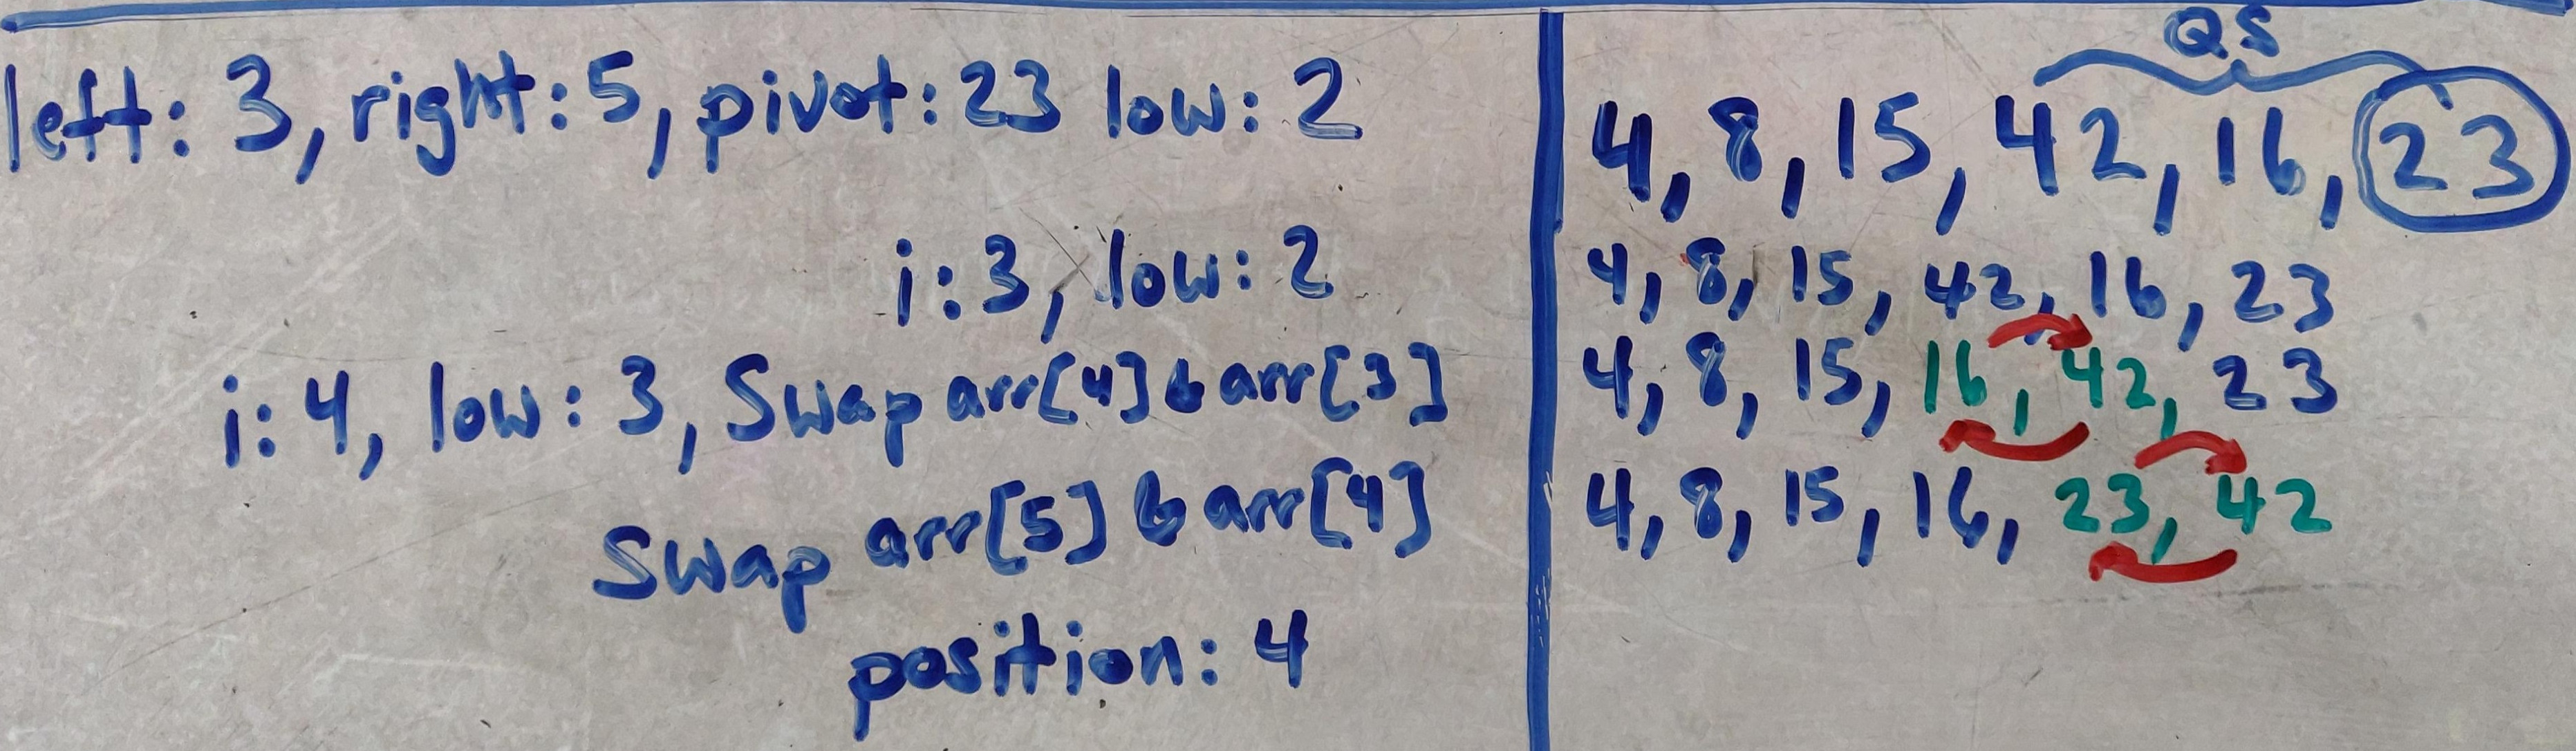 left: 3, right: 5, pivot: 23 low: 2
i: 3, low: 2
i: 4, low: 3, Swap arr[4] & arr[3]
Swap arr[5] & arr[4]
position: 4
QS
4, 8, 15, 42, 16, 23
4, 8, 15, 42, 16, 23
4, 8, 15, 16, 42, 23
4, 8, 15, 16, 23, 42